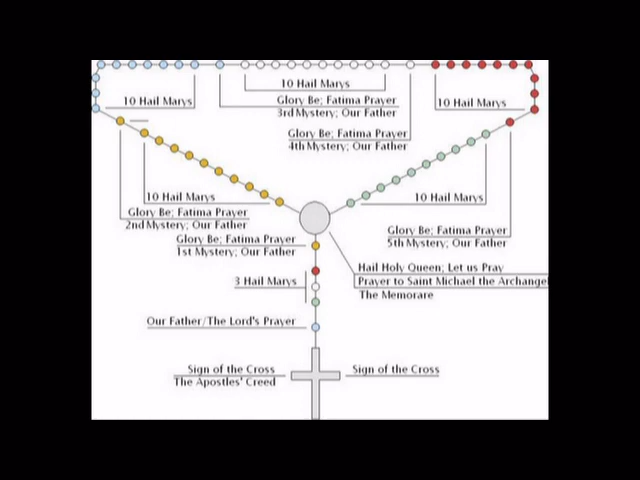 10 Hail Marys
10 Hail Marys
Glory Be; Fatima Prayer
3rd Mystery; Our Father
10 Hail Marys
Glory Be; Fatima Prayer
4th Mystery; Our Father
10 Hail Marys
10 Hail Marys
Glory Be; Fatima Prayer
2nd Mystery; Our Father
Glory Be; Fatima Prayer
5th Mystery; Our Father
Glory Be; Fatima Prayer
1st Mystery; Our Father
Hail Holy Queen; Let us Pray
Prayer to Saint Michael the Archangel
The Memorare
3 Hail Marys
Our Father/The Lord's Prayer
Sign of the Cross
The Apostles' Creed
Sign of the Cross